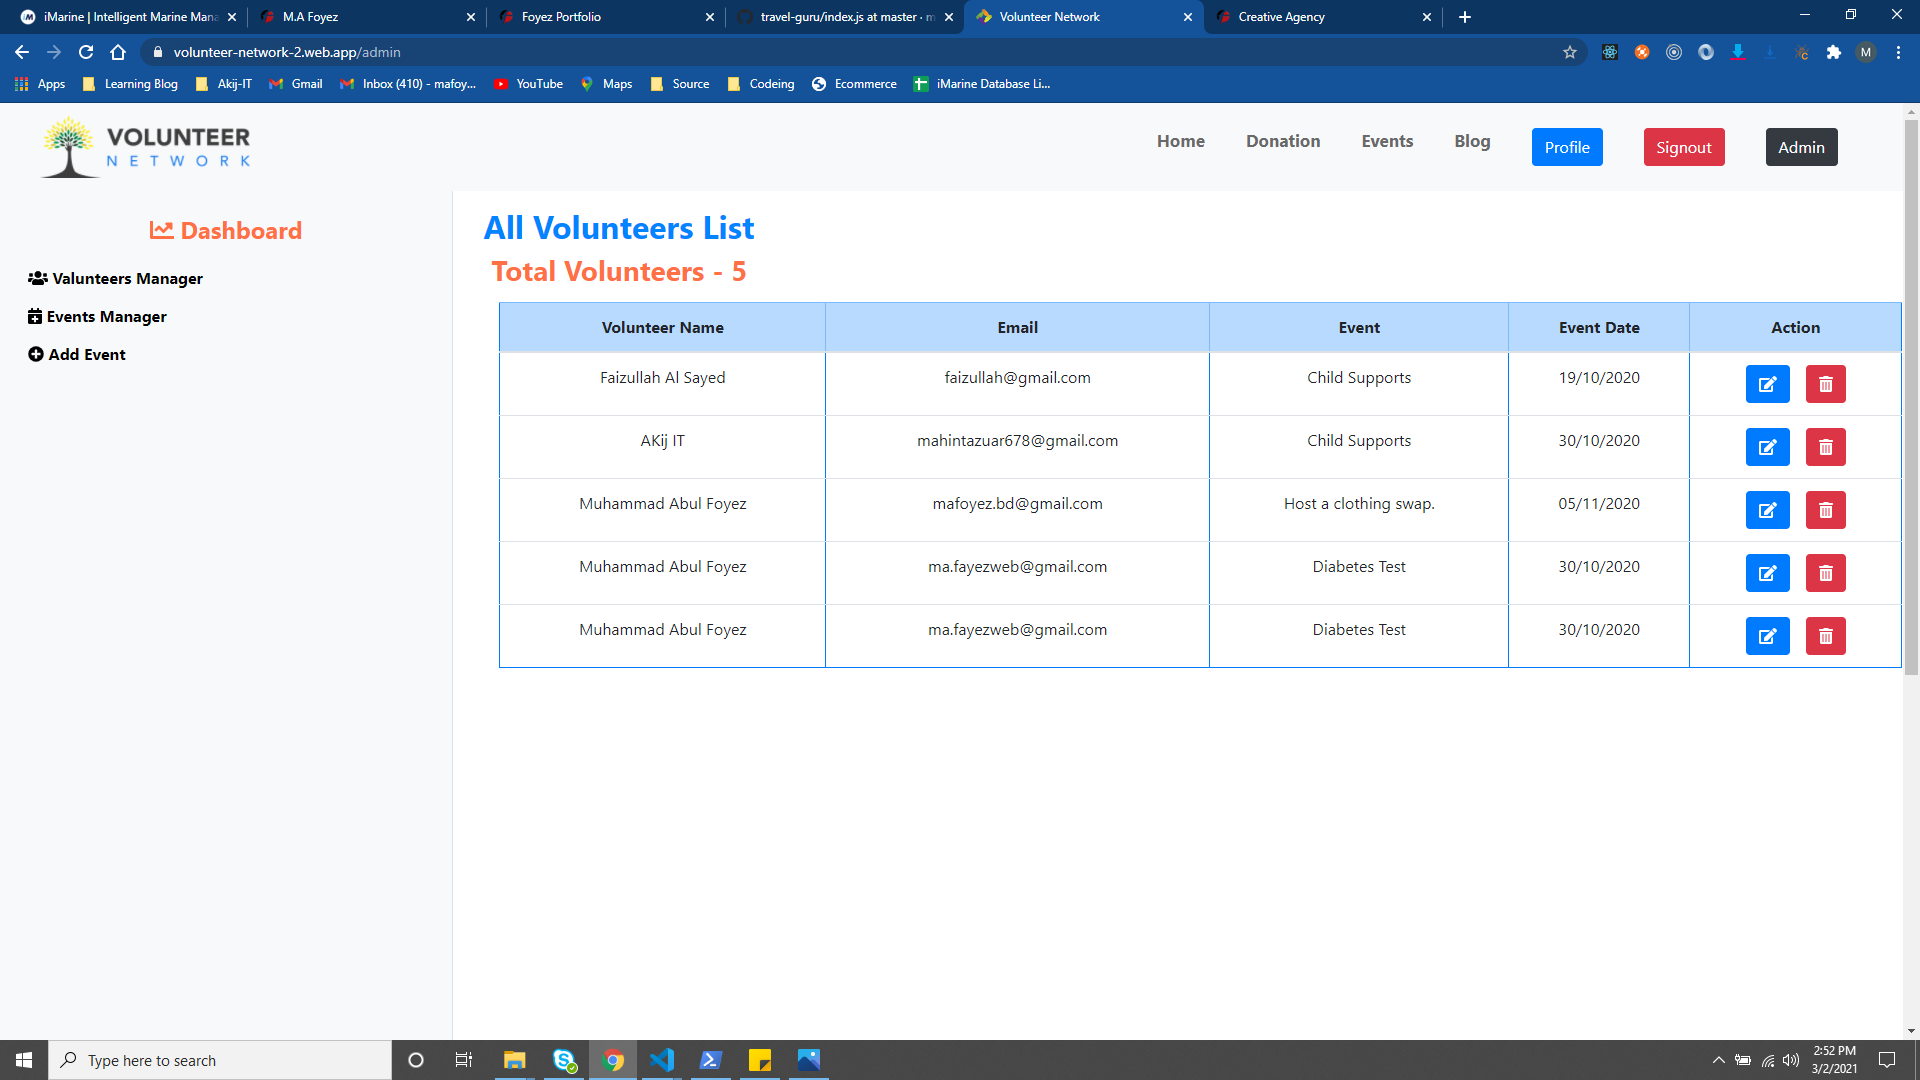 iMarine | Intelligent Marine Mana
M.A Foyez
Foyez Portfolio
travel-guru/index.js at master · m
Volunteer Network
Creative Agency
volunteer-network-2.web.app/admin
M
Apps
Learning Blog
Akij-IT
Gmail
Inbox (410) - mafoy...
YouTube
Maps
Source
Codeing
Ecommerce
iMarine Database Li...
VOLUNTEER
NETWORK
Home
Donation
Events
Blog
Profile
Signout
Admin
Dashboard
Valunteers Manager
Events Manager
Add Event
All Volunteers List
Total Volunteers - 5
Volunteer Name Email Event Event Date Action
Faizullah Al Sayed faizullah@gmail.com Child Supports 19/10/2020
AKij IT mahintazuar678@gmail.com Child Supports 30/10/2020
Muhammad Abul Foyez mafoyez.bd@gmail.com Host a clothing swap. 05/11/2020
Muhammad Abul Foyez ma.fayezweb@gmail.com Diabetes Test 30/10/2020
Muhammad Abul Foyez ma.fayezweb@gmail.com Diabetes Test 30/10/2020
Type here to search
2:52 PM
3/2/2021